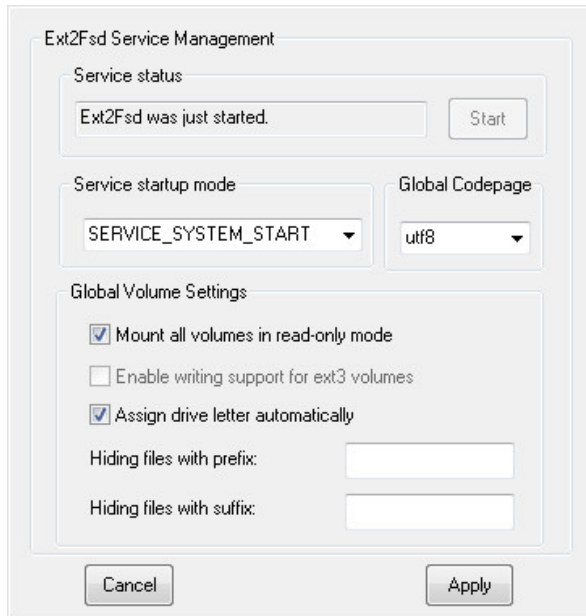 Ext2Fsd Service Management
Service status
Ext2Fsd was just started.
Start
Service startup mode
Global Codepage
SERVICE_SYSTEM_START
utf8
Global Volume Settings
Mount all volumes in read-only mode
Enable writing support for ext3 volumes
Assign drive letter automatically
Hiding files with prefix:
Hiding files with suffix:
Cancel
Apply